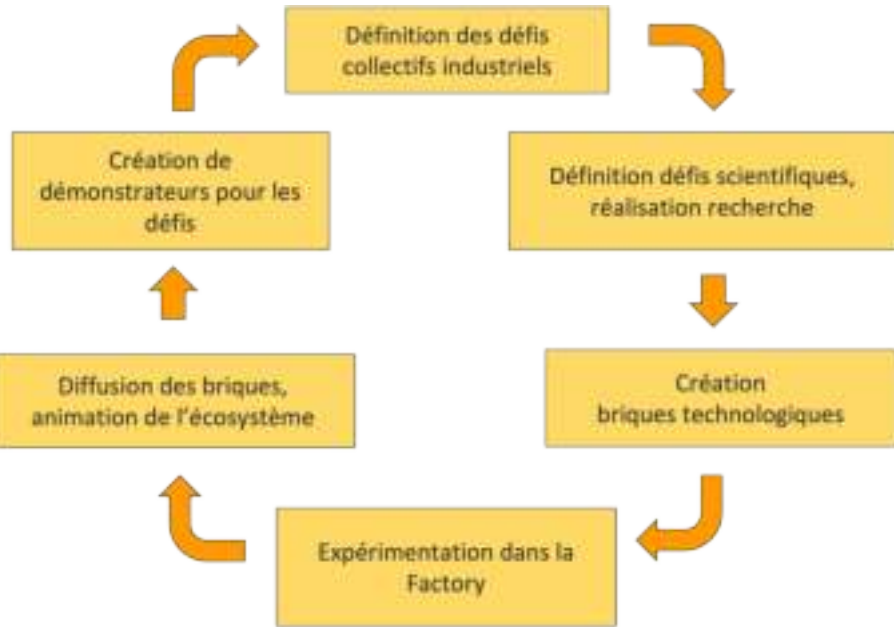 Définition des défis
collectifs industriels
Définition défis scientifiques,
réalisation recherche
Création
briques technologiques
Expérimentation dans la
Factory
Diffusion des briques,
animation de l'écosystème
Création de
démonstrateurs pour les
défis